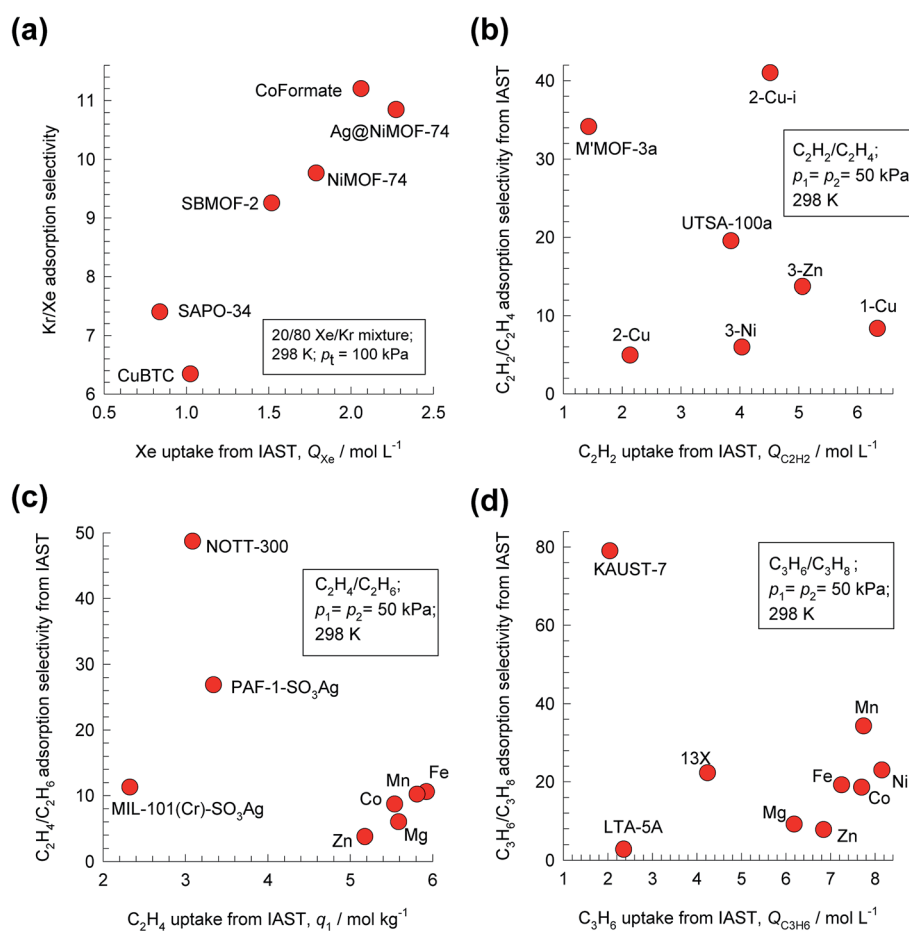 (a)
Kr/Xe adsorption selectivity
11
10
9
8
7
6
0.5
1.0
1.5
2.0
2.5
CoFormate
Ag@NiMOF-74
NiMOF-74
SBMOF-2
SAPO-34
CuBTC
20/80 Xe/Kr mixture;
298 K; pt = 100 kPa
Xe uptake from IAST, QXe / mol L-1
(b)
C2H2/C2H4 adsorption selectivity from IAST
40
30
20
10
0
1
2
3
4
5
6
2-Cu-i
M'MOF-3a
C2H2/C2H4;
p1= p2= 50 kPa
298 K
UTSA-100a
3-Zn
1-Cu
2-Cu
3-Ni
C2H2 uptake from IAST, QC2H2 / mol L-1
(c)
C2H4/C2H6 adsorption selectivity from IAST
50
40
30
20
10
0
2
3
4
5
6
NOTT-300
C2H4/C2H6;
p1= p2= 50 kPa;
298 K
PAF-1-SO3Ag
MIL-101(Cr)-SO3Ag
Mn
Fe
Co
Zn
Mg
C2H4 uptake from IAST, q1 / mol kg-1
(d)
C3H6/C3H8 adsorption selectivity from IAST
80
60
40
20
0
1
2
3
4
5
6
7
8
KAUST-7
C3H6/C3H8 ;
p1= p2= 50 kPa;
298 K
Mn
13X
Fe
Ni
Co
Mg
Zn
LTA-5A
C3H6 uptake from IAST, QC3H6 / mol L-1